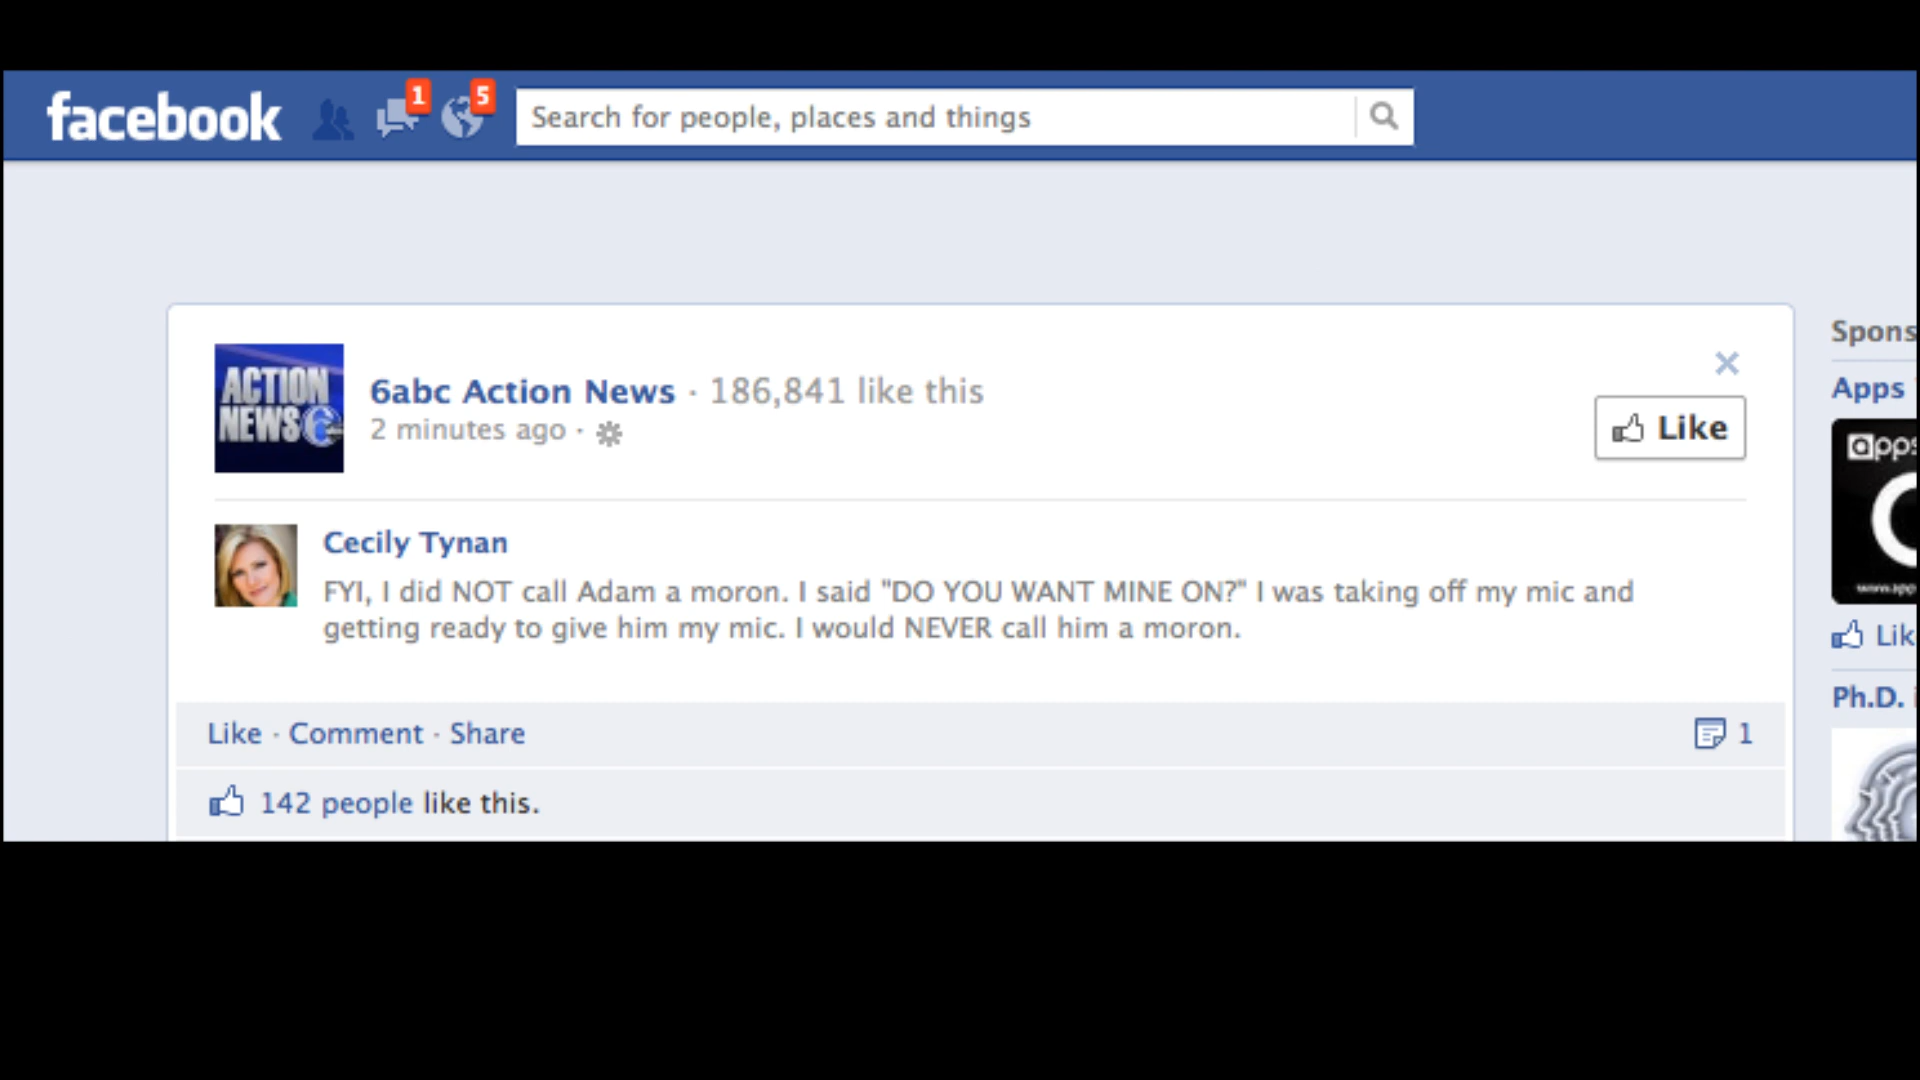 facebook
1
5
Search for people, places and things
ACTION
NEWS 6
6abc Action News · 186,841 like this
2 minutes ago ·
Like
Cecily Tynan
FYI, I did NOT call Adam a moron. I said "DO YOU WANT MINE ON?" I was taking off my mic and
getting ready to give him my mic. I would NEVER call him a moron.
Like · Comment · Share
1
142 people like this.
Spons
Apps
apps
Lik
Ph.D.